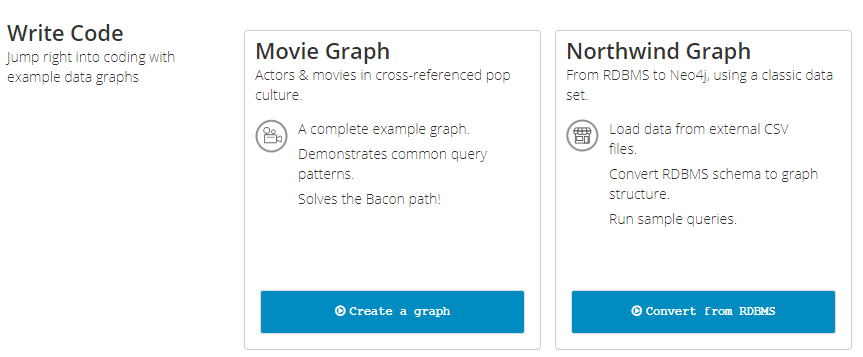 Write Code
Jump right into coding with
example data graphs
Movie Graph
Actors & movies in cross-referenced pop
culture.
A complete example graph.
Demonstrates common query
patterns.
Solves the Bacon path!
Create a graph
Northwind Graph
From RDBMS to Neo4j, using a classic data
set.
Load data from external CSV
files.
Convert RDBMS schema to graph
structure.
Run sample queries.
Convert from RDBMS